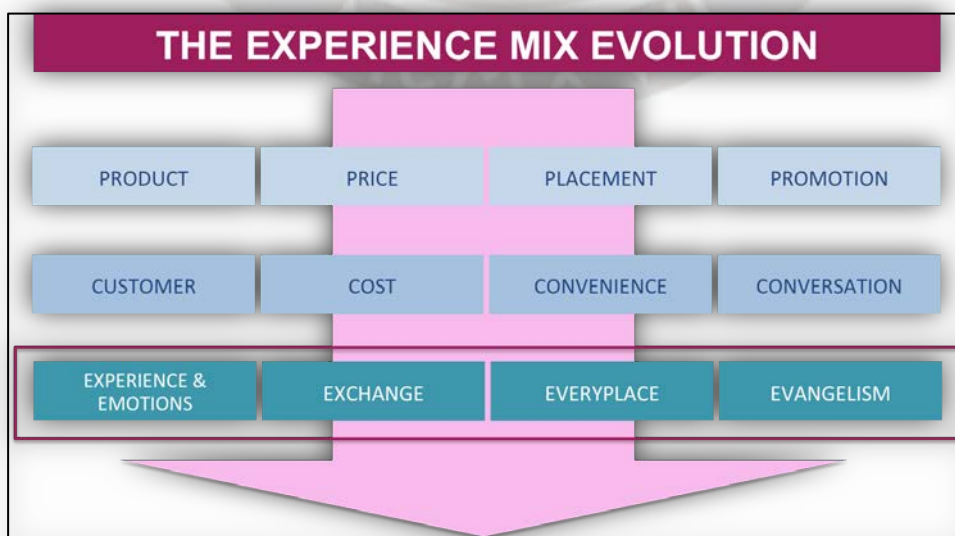 THE EXPERIENCE MIX EVOLUTION
PRODUCT PRICE PLACEMENT PROMOTION
CUSTOMER COST CONVENIENCE CONVERSATION
EXPERIENCE &
EMOTIONS EXCHANGE EVERYPLACE EVANGELISM